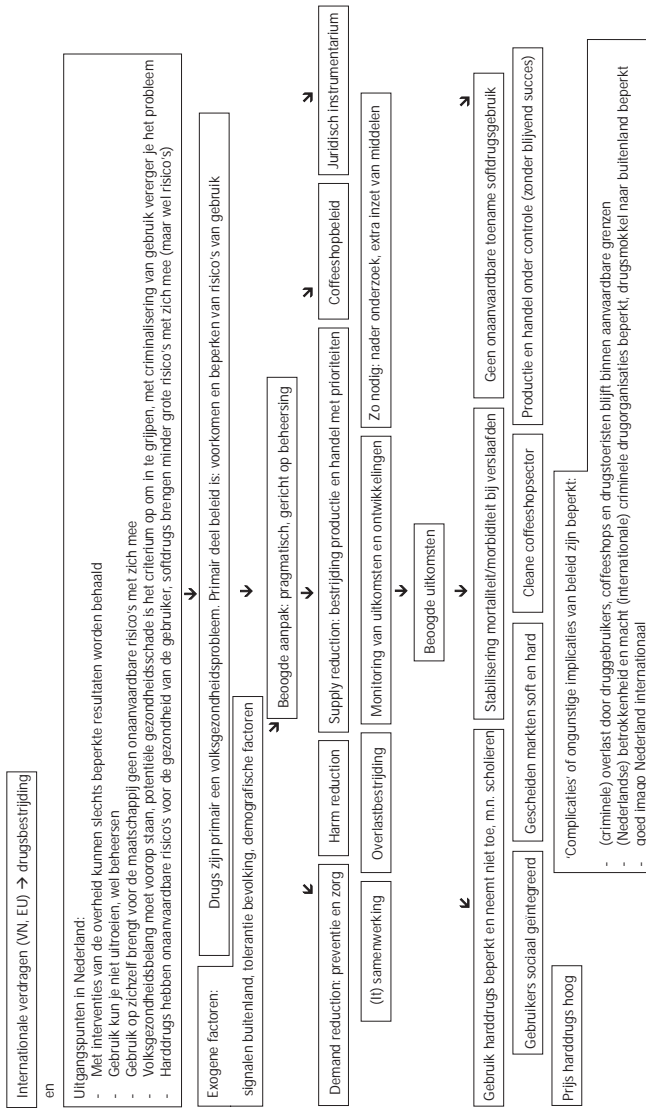 Internationale verdragen (VN, EU) → drugsbestrijding
en
Uitgangspunten in Nederland:
- Met interventies van de overheid kunnen slechts beperkte resultaten worden behaald
- Gebruik kun je niet uitroeien, wel beheersen
- Gebruik op zichzelf brengt voor de maatschappij geen onaanvaardbare risico's met zich mee
- Volksgezondheidsbelang moet voorop staan, potentiële gezondheidsschade is het criterium op om in te grijpen, met criminalisering van gebruik vererger je het probleem
- Harddrugs hebben onaanvaardbare risico's voor de gezondheid van de gebruiker, softdrugs brengen minder grote risico's met zich mee (maar wel risico's)
Exogene factoren:
signalen buitenland, tolerantie bevolking, demografische factoren
Drugs zijn primair een volksgezondheidsprobleem. Primair deel beleid is: voorkomen en beperken van risico's van gebruik
Beoogde aanpak: pragmatisch, gericht op beheersing
Demand reduction: preventie en zorg
Harm reduction
Supply reduction: bestrijding productie en handel met prioriteiten
Coffeeshopbeleid
Juridisch instrumentarium
(It) samenwerking
Overlastbestrijding
Monitoring van uitkomsten en ontwikkelingen
Zo nodig: nader onderzoek, extra inzet van middelen
Beoogde uitkomsten
Gebruik harddrugs beperkt en neemt niet toe, m.n. scholieren
Stabilisering mortaliteit/morbiditeit bij verslaafden
Geen onaanvaardbare toename softdrugsgebruik
Gebruikers sociaal geïntegreerd
Gescheiden markten soft en hard
Cleane coffeeshopsector
Productie en handel onder controle (zonder blijvend succes)
Prijs harddrugs hoog
'Complicaties' of ongunstige implicaties van beleid zijn beperkt:
- (criminele) overlast door druggebruikers, coffeeshops en drugstoeristen blijft binnen aanvaardbare grenzen
- (Nederlandse) betrokkenheid en macht (internationale) criminele drugorganisaties beperkt, drugsmokkel naar buitenland beperkt
- goed imago Nederland internationaal